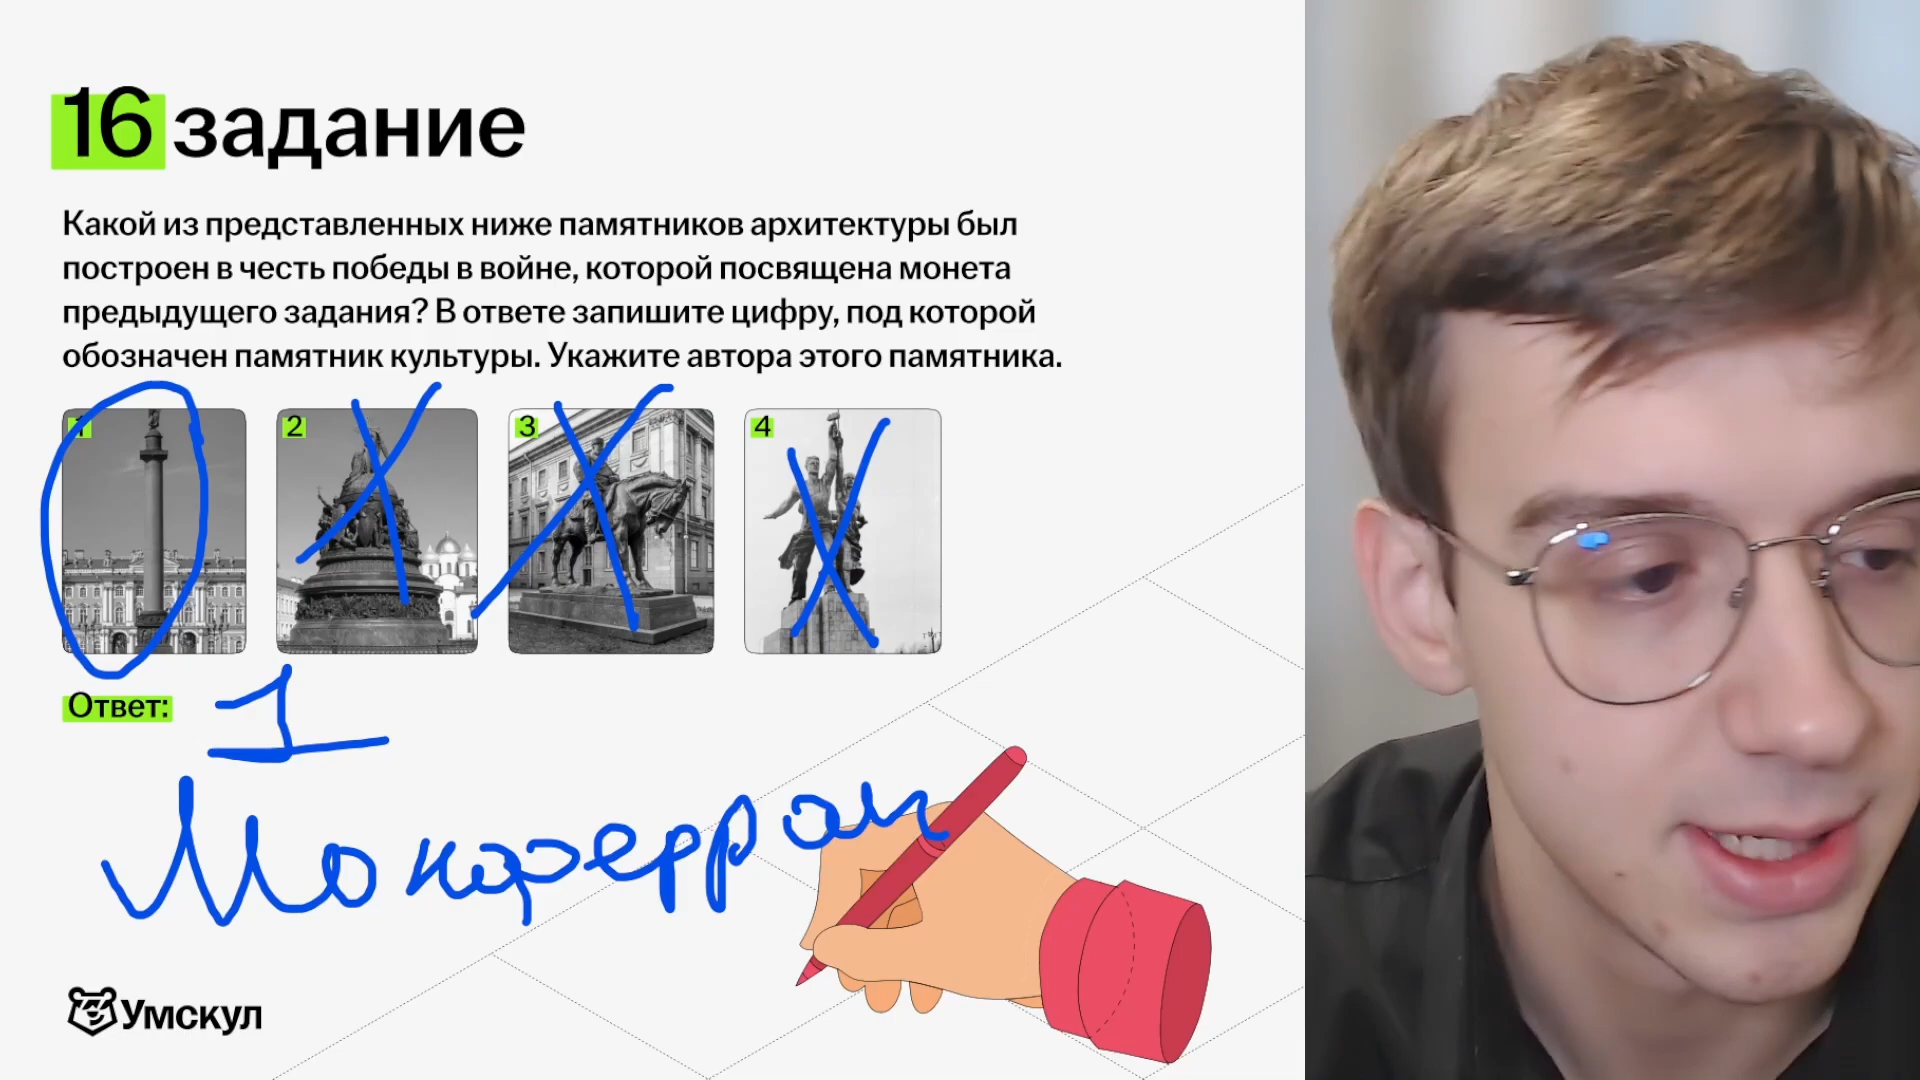 16 задание
Какой из представленных ниже памятников архитектуры был
построен в честь победы в войне, которой посвящена монета
предыдущего задания? В ответе запишите цифру, под которой
обозначен памятник культуры. Укажите автора этого памятника.
1 2 3 4
Ответ: 1
Монферран
Умскул